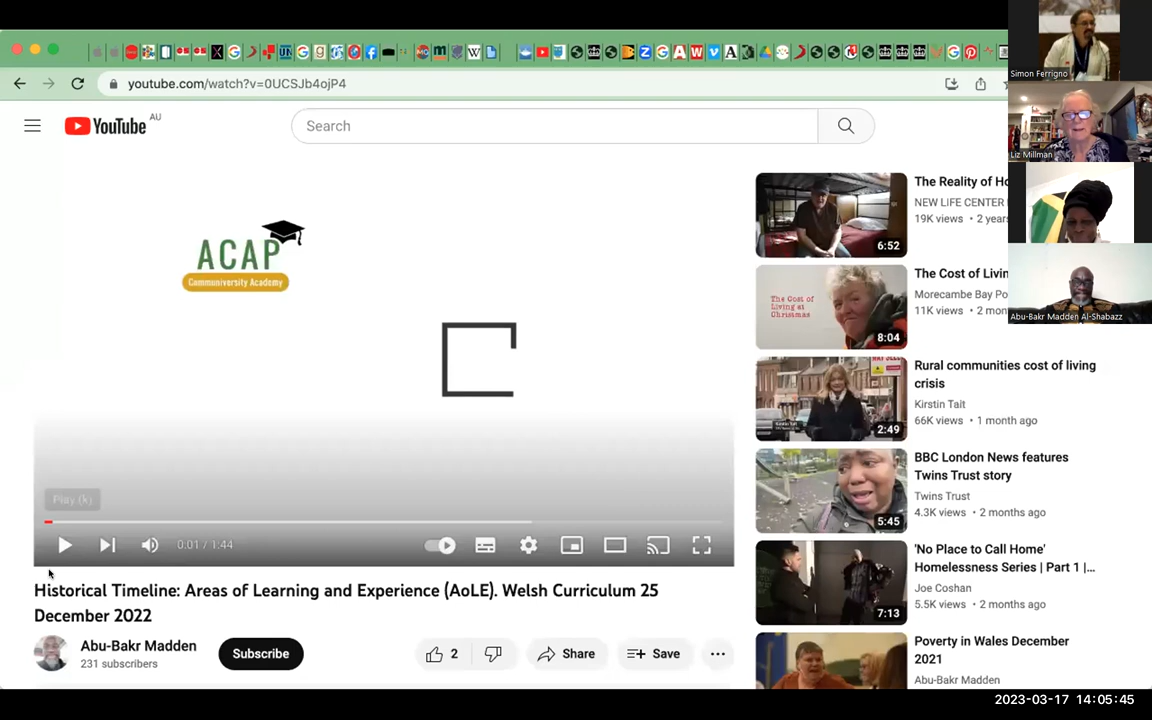 youtube.com/watch?v=0UCSJb4ojP4
YouTube AU
Search
ACAP
Communiversity Academy
Play (k)
0:01 / 1:44
Historical Timeline: Areas of Learning and Experience (AoLE). Welsh Curriculum 25
December 2022
Abu-Bakr Madden
231 subscribers
Subscribe
2
Share
Save
6:52
The Reality of Ho
NEW LIFE CENTER
19K views • 2 years
The Cost of Living at Christmas
8:04
The Cost of Livin
Morecambe Bay Po
11K views • 2 mon
2:49
Rural communities cost of living
crisis
Kirstin Tait
66K views • 1 month ago
5:45
BBC London News features
Twins Trust story
Twins Trust
4.3K views • 2 months ago
7:13
'No Place to Call Home'
Homelessness Series | Part 1 |...
Joe Coshan
5.5K views • 2 months ago
Poverty in Wales December
2021
Abu-Bakr Madden
Simon Ferrigno
Liz Millman
Abu-Bakr Madden Al-Shabazz
2023-03-17 14:05:45